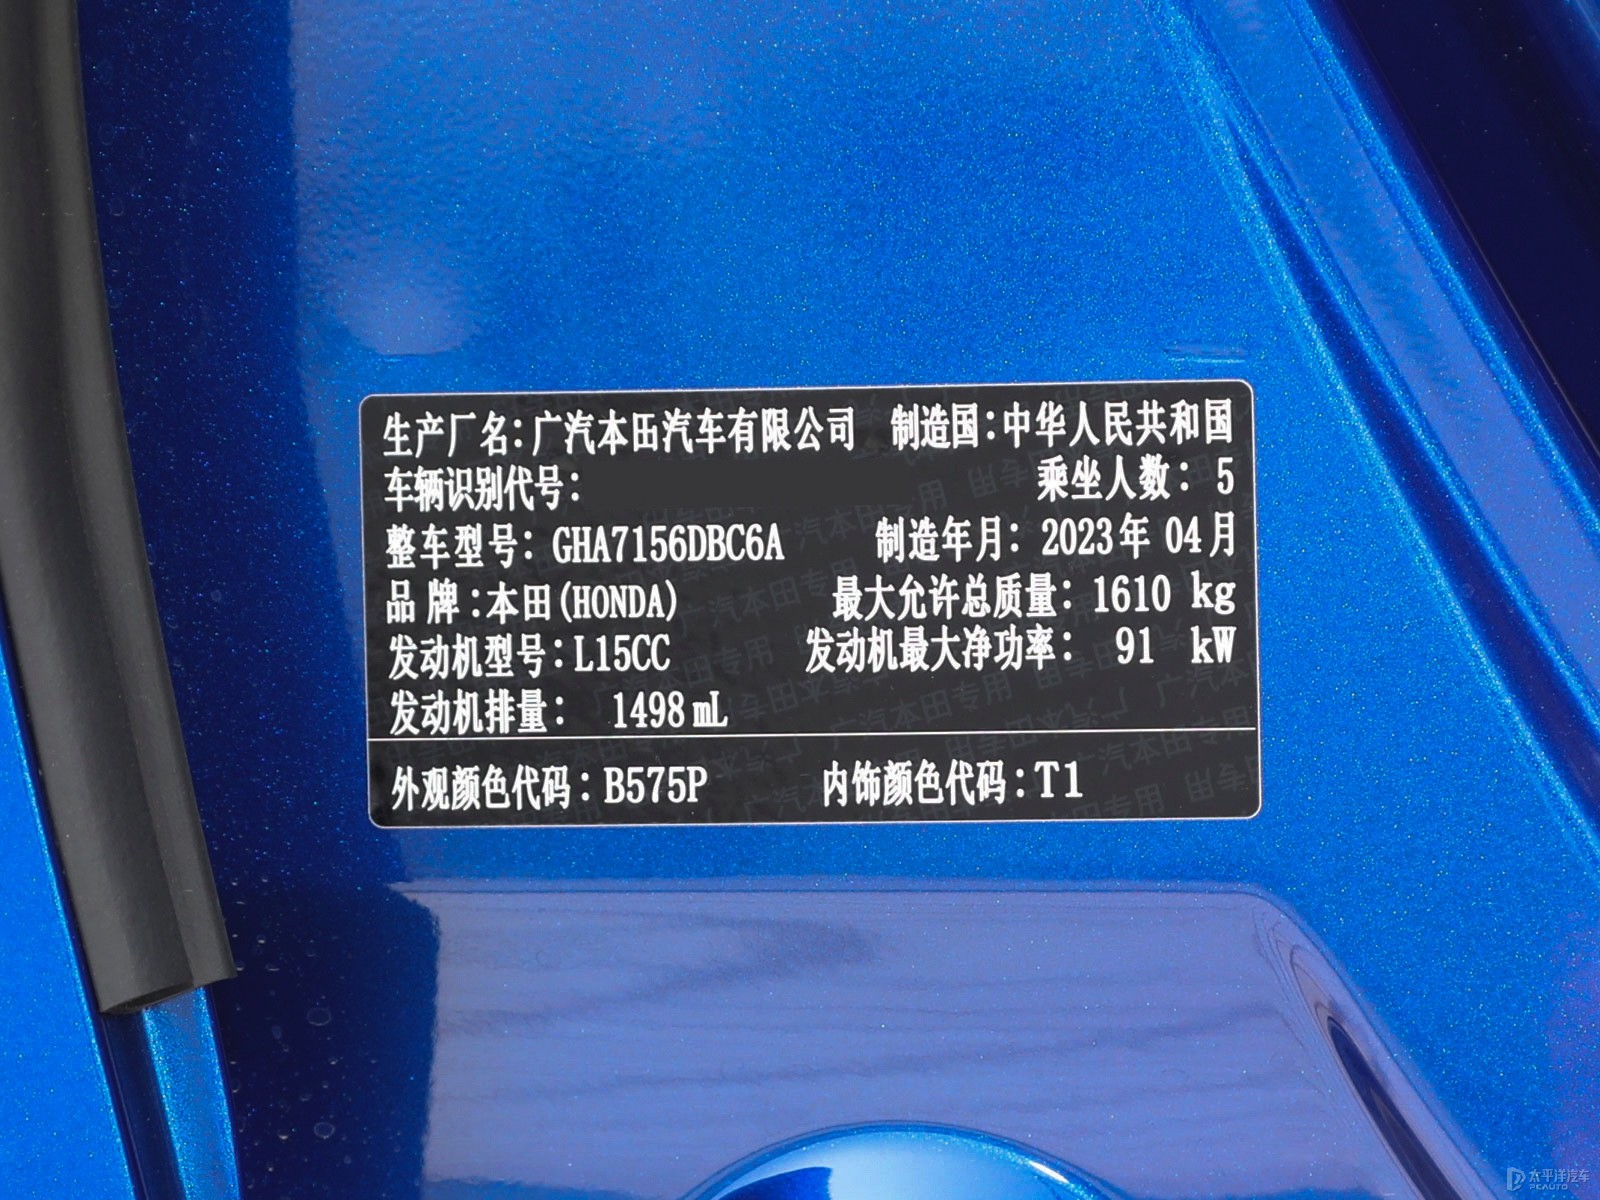 生产厂名：广汽本田汽车有限公司 制造国：中华人民共和国
车辆识别代号： 乘坐人数：5
整车型号：GHA7156DBC6A 制造年月：2023年 04月
品 牌：本田(HONDA) 最大允许总质量：1610 kg
发动机型号：L15CC 发动机最大净功率： 91 kW
发动机排量： 1498 mL
外观颜色代码：B575P 内饰颜色代码：T1
太平洋汽车
PCAUTO